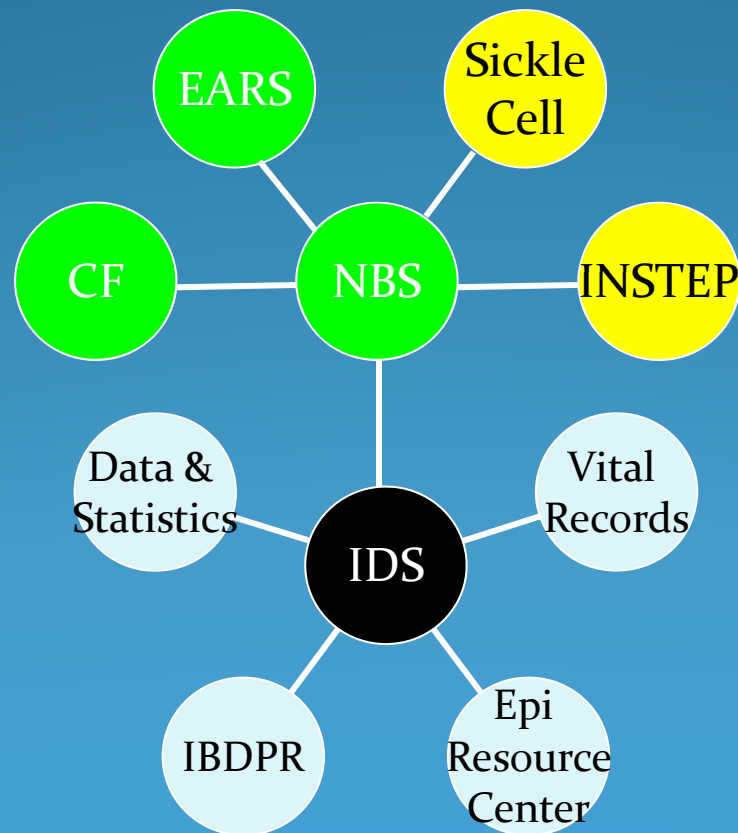 EARS
Sickle
Cell
CF
NBS
INSTEP
Data &
Statistics
Vital
Records
IDS
IBDPR
Epi
Resource
Center